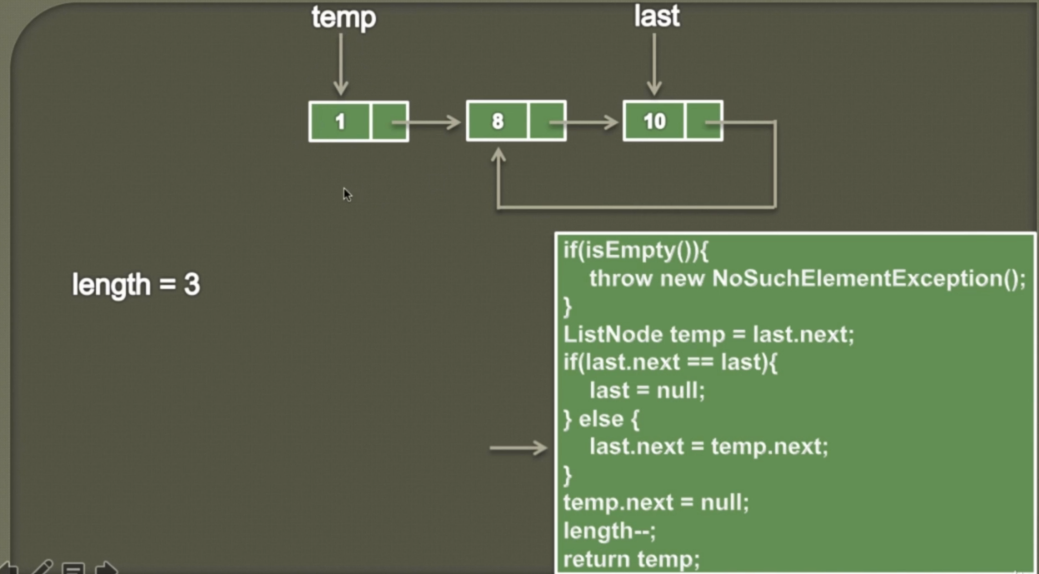 temp
last
1
8
10
length = 3
if(isEmpty()){
throw new NoSuchElementException();
}
ListNode temp = last.next;
if(last.next == last){
last = null;
} else {
last.next = temp.next;
}
temp.next = null;
length--;
return temp;